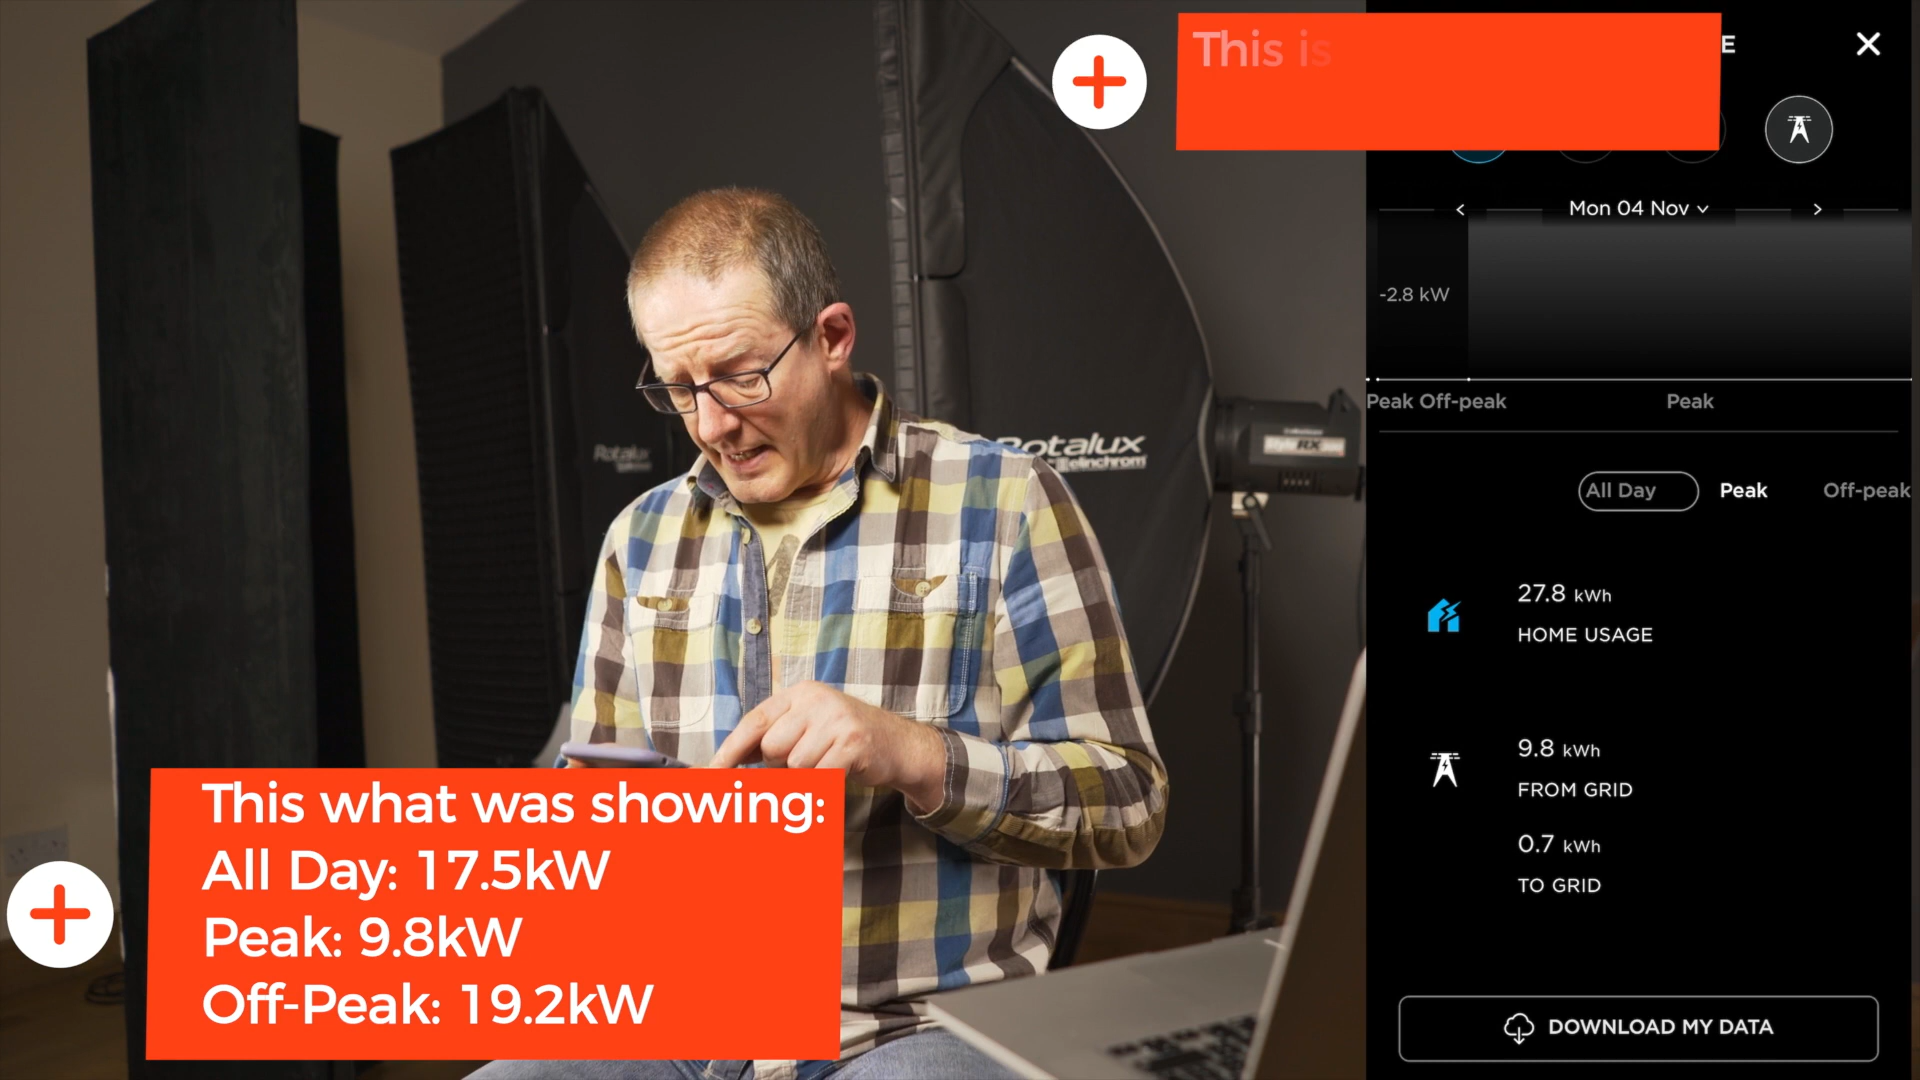 This is
E
Mon 04 Nov
-2.8 kW
Peak Off-peak
Peak
All Day
Peak
Off-peak
27.8 kWh
HOME USAGE
9.8 kWh
FROM GRID
0.7 kWh
TO GRID
DOWNLOAD MY DATA
Rotalux
Rotalux
elinchrom
RX
This what was showing:
All Day: 17.5kW
Peak: 9.8kW
Off-Peak: 19.2kW